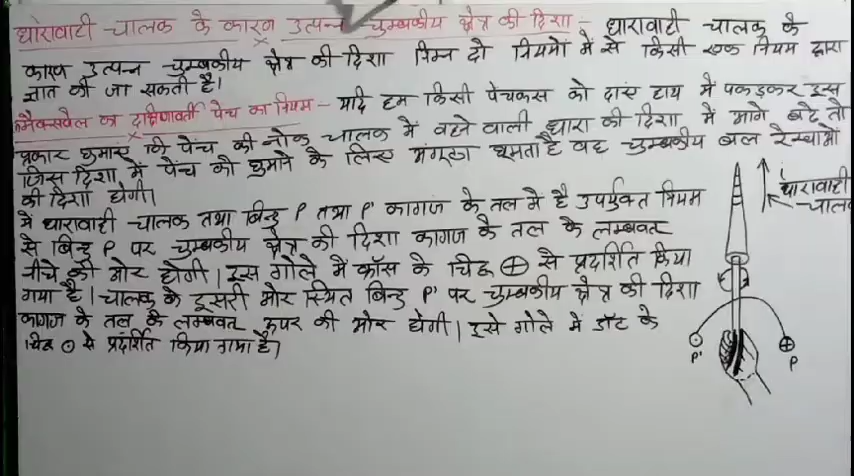 धारावाही चालक के कारण उत्पन्न चुम्बकीय क्षेत्र की दिशा - धारावाही चालक के
कारण उत्पन्न चुम्बकीय क्षेत्र की दिशा निम्न दो नियमों में से किसी एक नियम द्वारा
ज्ञात की जा सकती है।
मैक्सवेल का दक्षिणावर्ती पेच का नियम - यदि हम किसी पेचकस को दाएं हाथ में पकड़कर इस
प्रकार घुमाए कि पेंच की नोक चालक में बहने वाली धारा की दिशा में आगे बढ़े तो
जिस दिशा में पेंच को घुमाने के लिए अंगूठा घूमता है वह चुम्बकीय बल रेखाओं
की दिशा होगी।
में धारावाही चालक तथा बिन्दु P तथा P' कागज के तल में है उपर्युक्त नियम
से बिन्दु P पर चुम्बकीय क्षेत्र की दिशा कागज के तल के लम्बवत
नीचे की ओर होगी। इस गोले में क्रॉस के चिह्न ⊕ से प्रदर्शित किया
गया है। चालक के दूसरी ओर स्थित बिन्दु P' पर चुम्बकीय क्षेत्र की दिशा
कागज के तल के लम्बवत ऊपर की ओर होगी। इसे गोले में डॉट के
चिह्न ⊙ से प्रदर्शित किया गया है।
i
धारावाही
चालक
P'
P